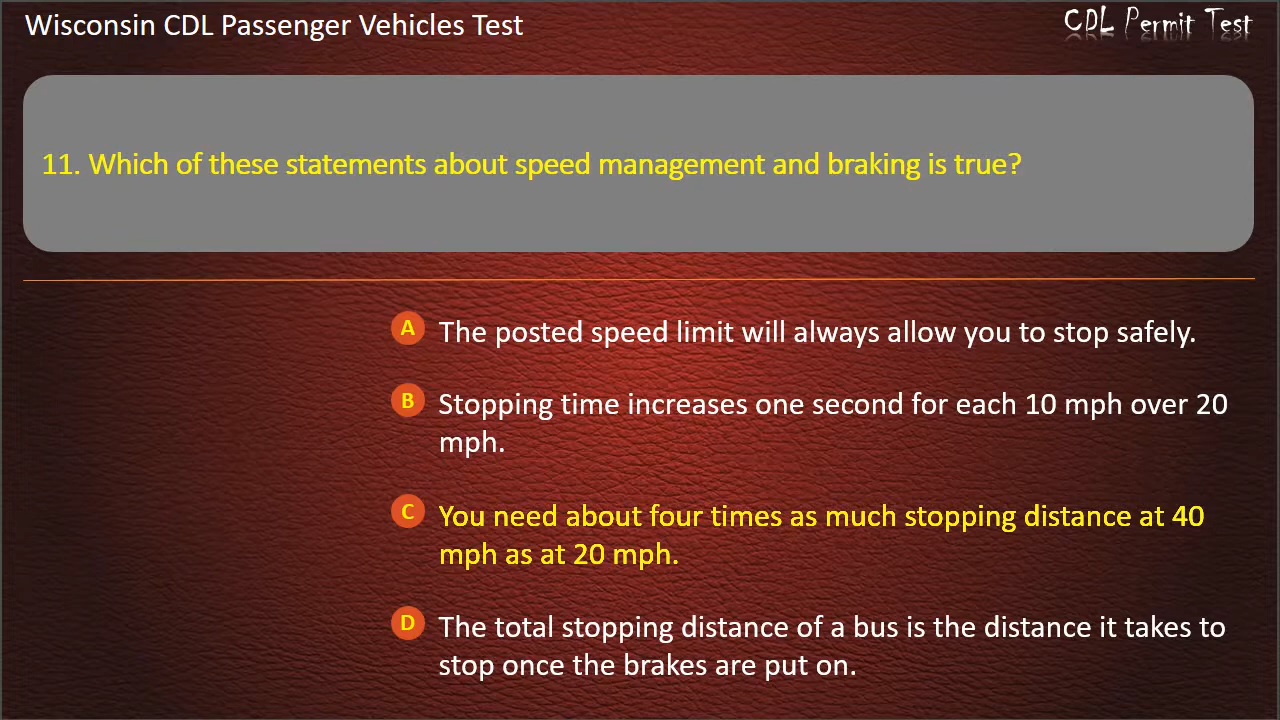 Wisconsin CDL Passenger Vehicles Test
CDL Permit Test
11. Which of these statements about speed management and braking is true?
A The posted speed limit will always allow you to stop safely.
B Stopping time increases one second for each 10 mph over 20
mph.
C You need about four times as much stopping distance at 40
mph as at 20 mph.
D The total stopping distance of a bus is the distance it takes to
stop once the brakes are put on.